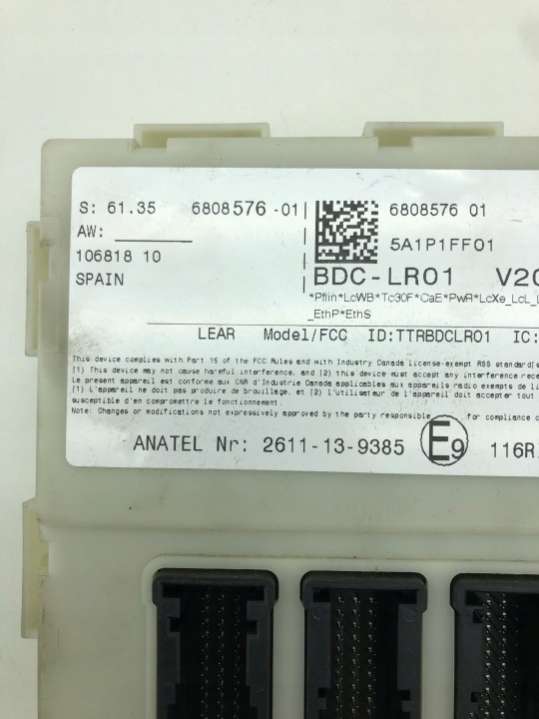 S: 61.35 6808576 -01
AW:
106818 10
SPAIN
6808576 01
5A1P1FF01
BDC-LR01 V20
*Pflin*LcWB*Tc30F*CaE*PwR*LcXe_LcL_L
_EthP*EthS
LEAR Model/FCC ID:TTRBDCLR01 IC:
This device complies with Part 15 of the FCC Rules and with Industry Canada license-exempt RSS standard(s
(1) This device may not cause harmful interference, and (2) this device must accept any interference rece
Le present appareil est conforme aux CNR d'Industrie Canada applicables aux appareils radio exempts de li
(1) L'appareil ne doit pas produire de brouillage, et (2) L'utilisateur de l'appareil doit accepter tout
susceptible d'en compromettre le fonctionnement.
Note: Changes or modifications not expressively approved by the party responsible for compliance
ANATEL Nr: 2611-13-9385 E9 116R